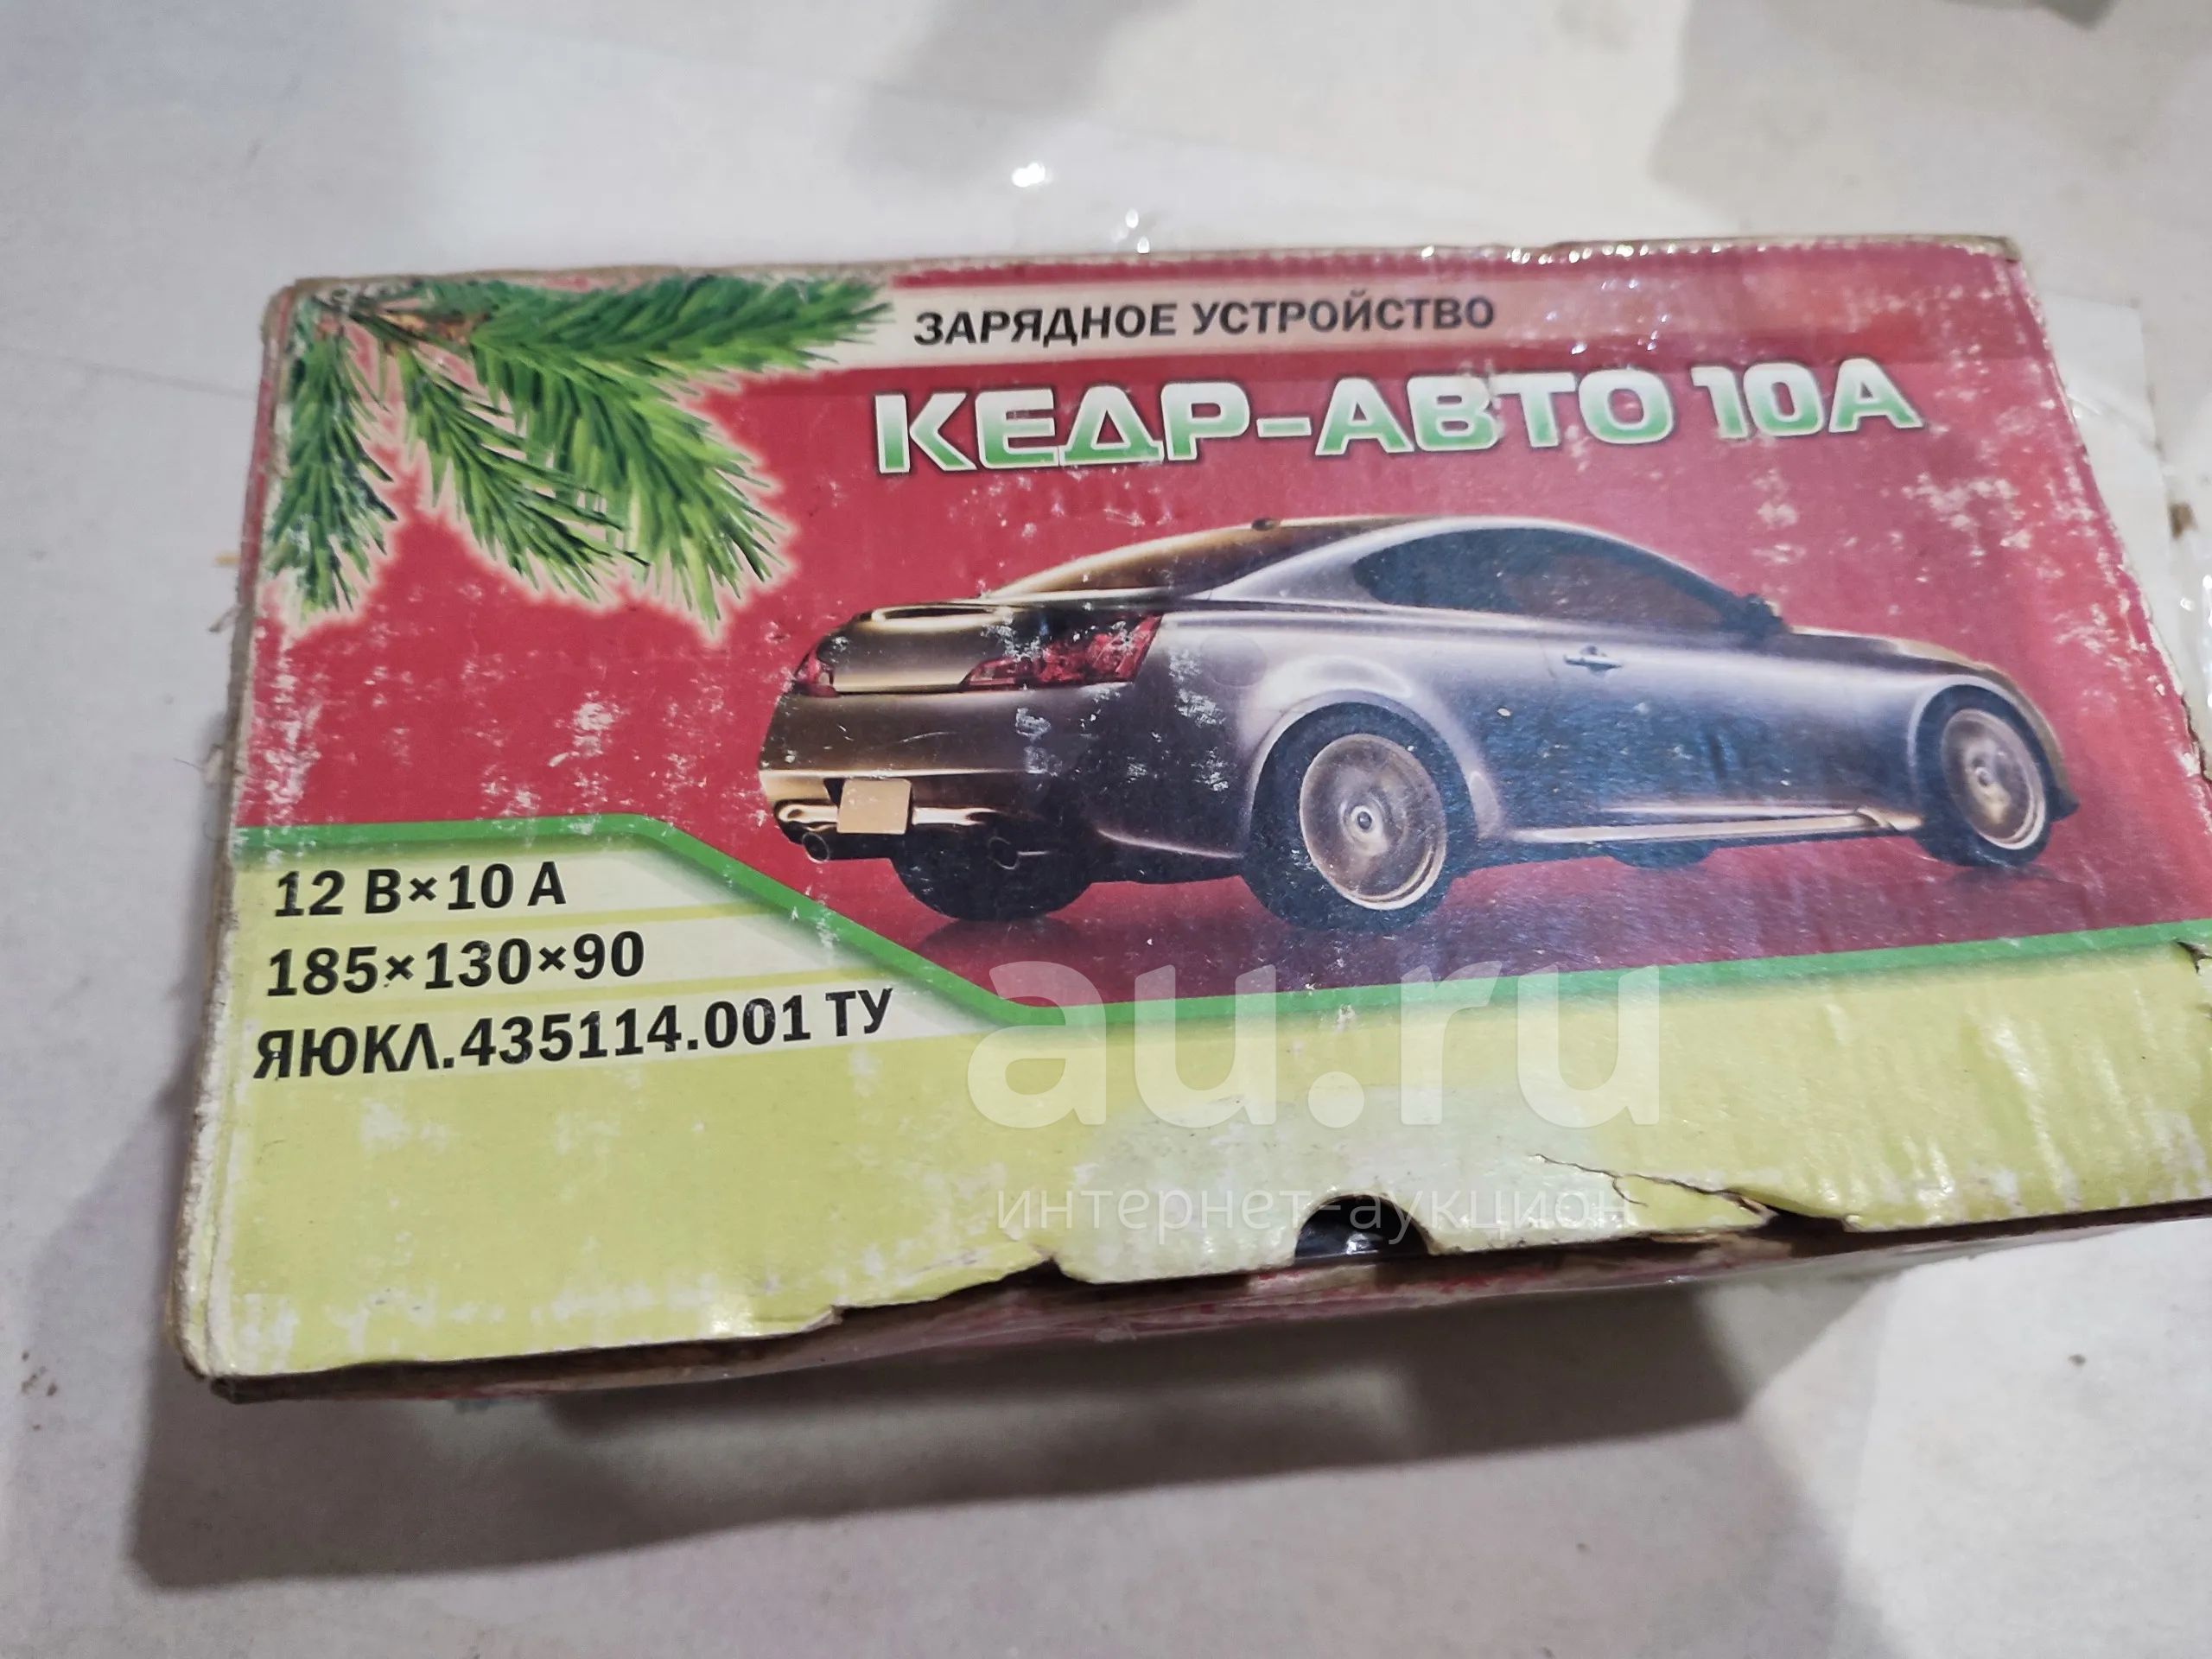 ЗАРЯДНОЕ УСТРОЙСТВО
КЕДР-АВТО 10А
12 В×10 А
185×130×90
ЯЮКЛ.435114.001 ТУ
au.ru
интернет-аукцион